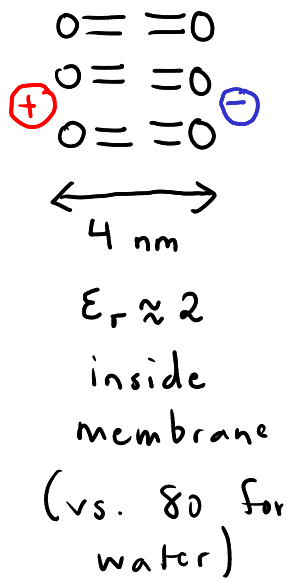 +
−
4 nm
εᵣ ≈ 2
inside
membrane
(vs. 80 for
water)